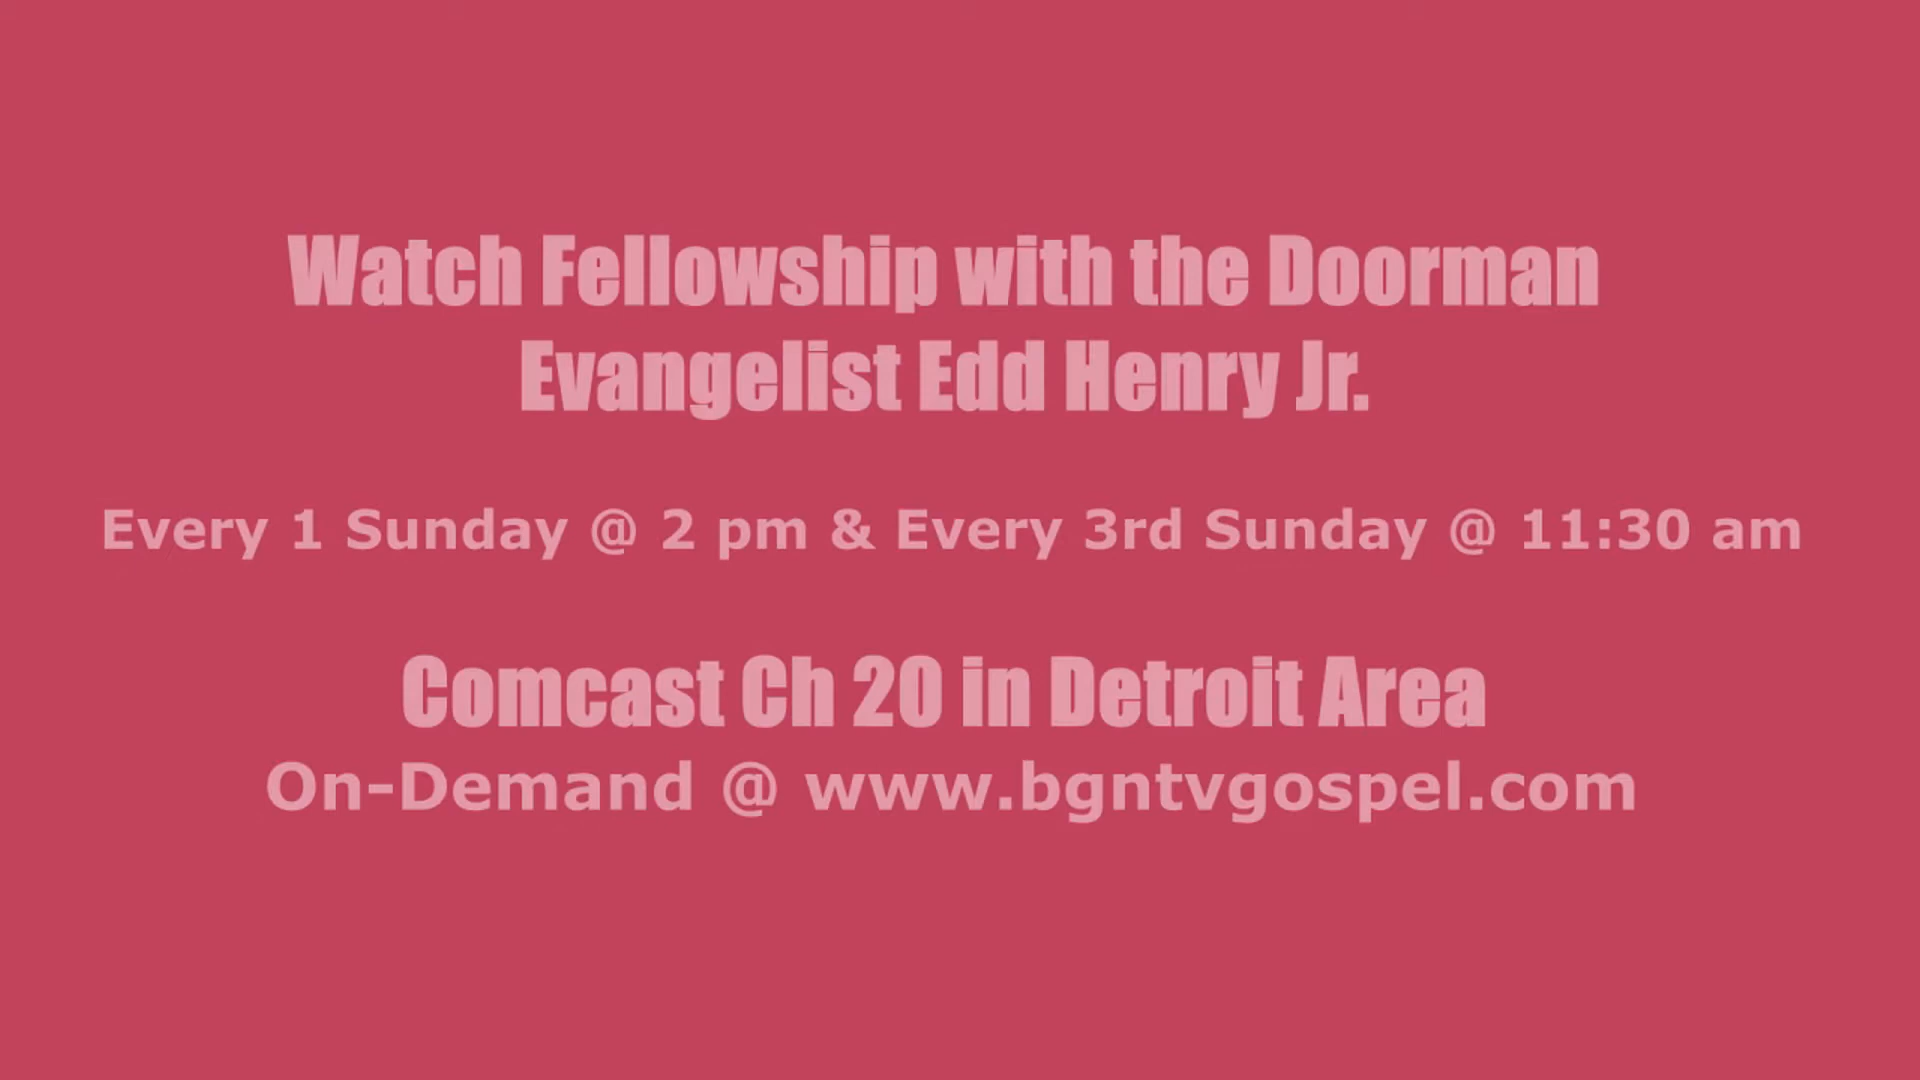 Watch Fellowship with the Doorman
Evangelist Edd Henry Jr.
Every 1 Sunday @ 2 pm & Every 3rd Sunday @ 11:30 am
Comcast Ch 20 in Detroit Area
On-Demand @ www.bgntvgospel.com